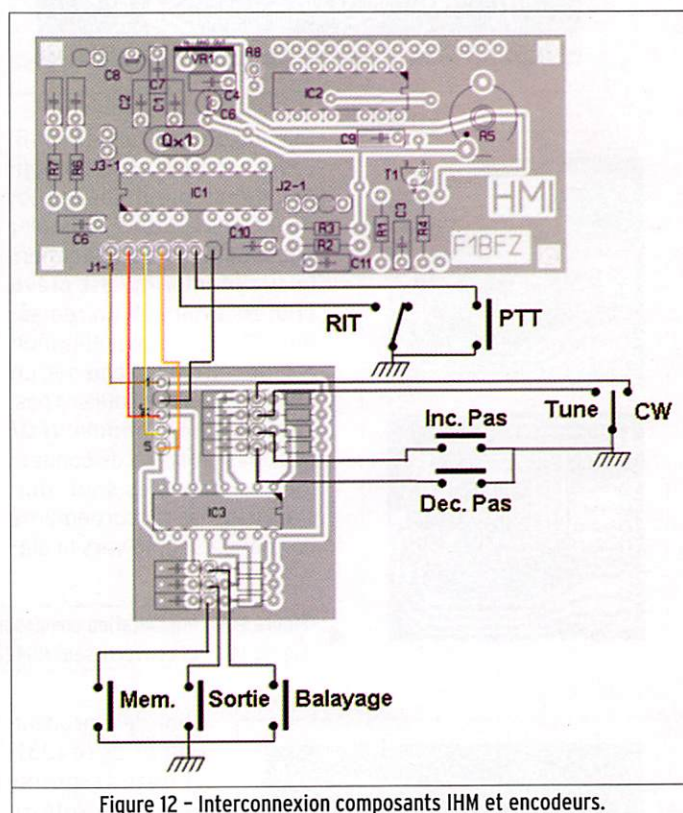 C8
C7
VR1
R8
C2
C1
C4
C6
IC2
R5
C9
Qx1
J3-1
R7
R6
IC1
J2-1
T1
HMI
C6
C10
R3
R2
R1
C3
R4
F1BFZ
J1-1
C11
RIT
PTT
1
5
Inc. Pas
Tune
CW
Dec. Pas
IC3
Mem.
Sortie
Balayage
Figure 12 – Interconnexion composants IHM et encodeurs.